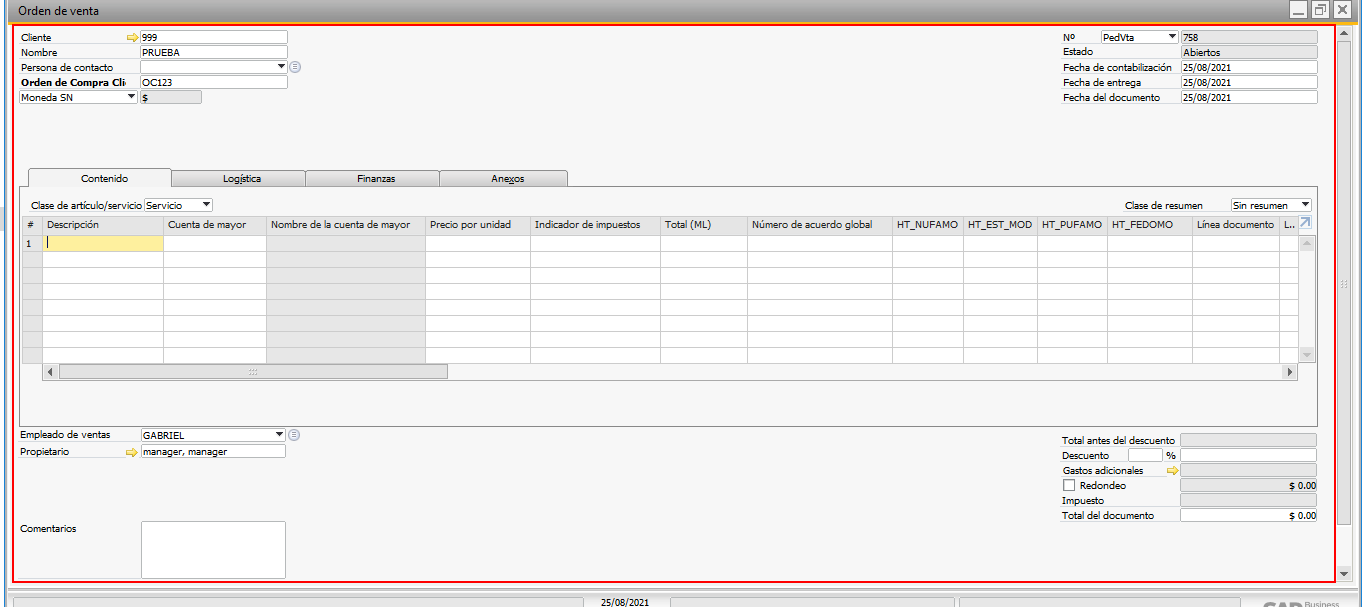 Orden de venta
Cliente 999
Nombre PRUEBA
Persona de contacto
Orden de Compra Cli OC123
Moneda SN $
Nº PedVta 758
Estado Abiertos
Fecha de contabilización 25/08/2021
Fecha de entrega 25/08/2021
Fecha del documento 25/08/2021
Contenido Logística Finanzas Anexos
Clase de artículo/servicio Servicio Clase de resumen Sin resumen
# Descripción Cuenta de mayor Nombre de la cuenta de mayor Precio por unidad Indicador de impuestos Total (ML) Número de acuerdo global HT_NUFAMO HT_EST_MOD HT_PUFAMO HT_FEDOMO Línea documento L..
1
Empleado de ventas GABRIEL
Propietario manager, manager
Comentarios
Total antes del descuento
Descuento %
Gastos adicionales
Redondeo $ 0.00
Impuesto
Total del documento $ 0.00
25/08/2021
Business